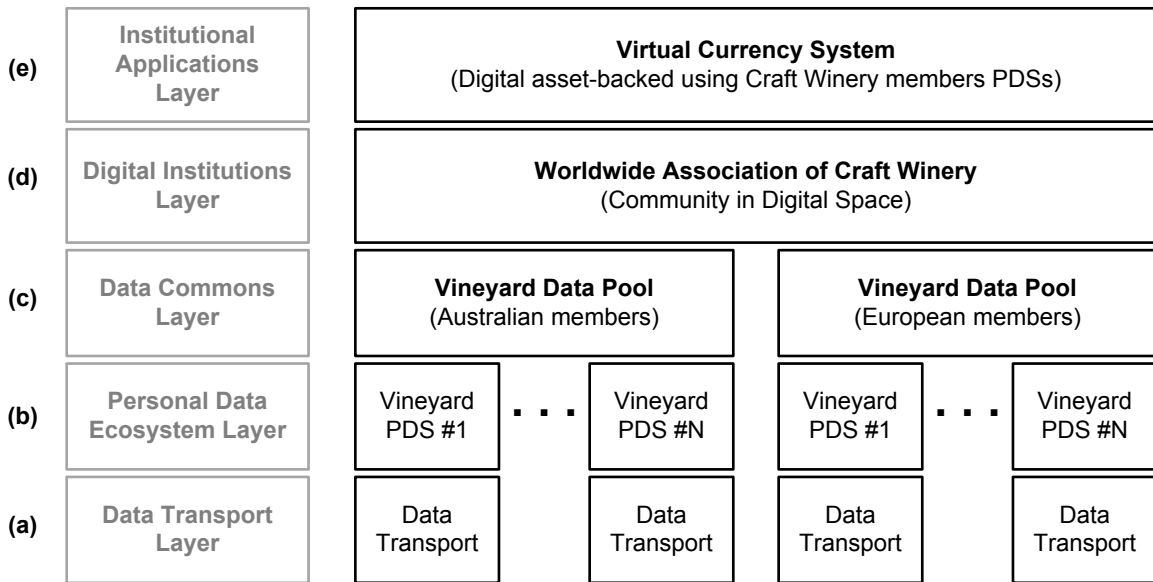 (e)
Institutional
Applications
Layer
Virtual Currency System
(Digital asset-backed using Craft Winery members PDSs)
(d)
Digital Institutions
Layer
Worldwide Association of Craft Winery
(Community in Digital Space)
(c)
Data Commons
Layer
Vineyard Data Pool
(Australian members)
Vineyard Data Pool
(European members)
(b)
Personal Data
Ecosystem Layer
Vineyard
PDS #1
. . .
Vineyard
PDS #N
Vineyard
PDS #1
. . .
Vineyard
PDS #N
(a)
Data Transport
Layer
Data
Transport
Data
Transport
Data
Transport
Data
Transport